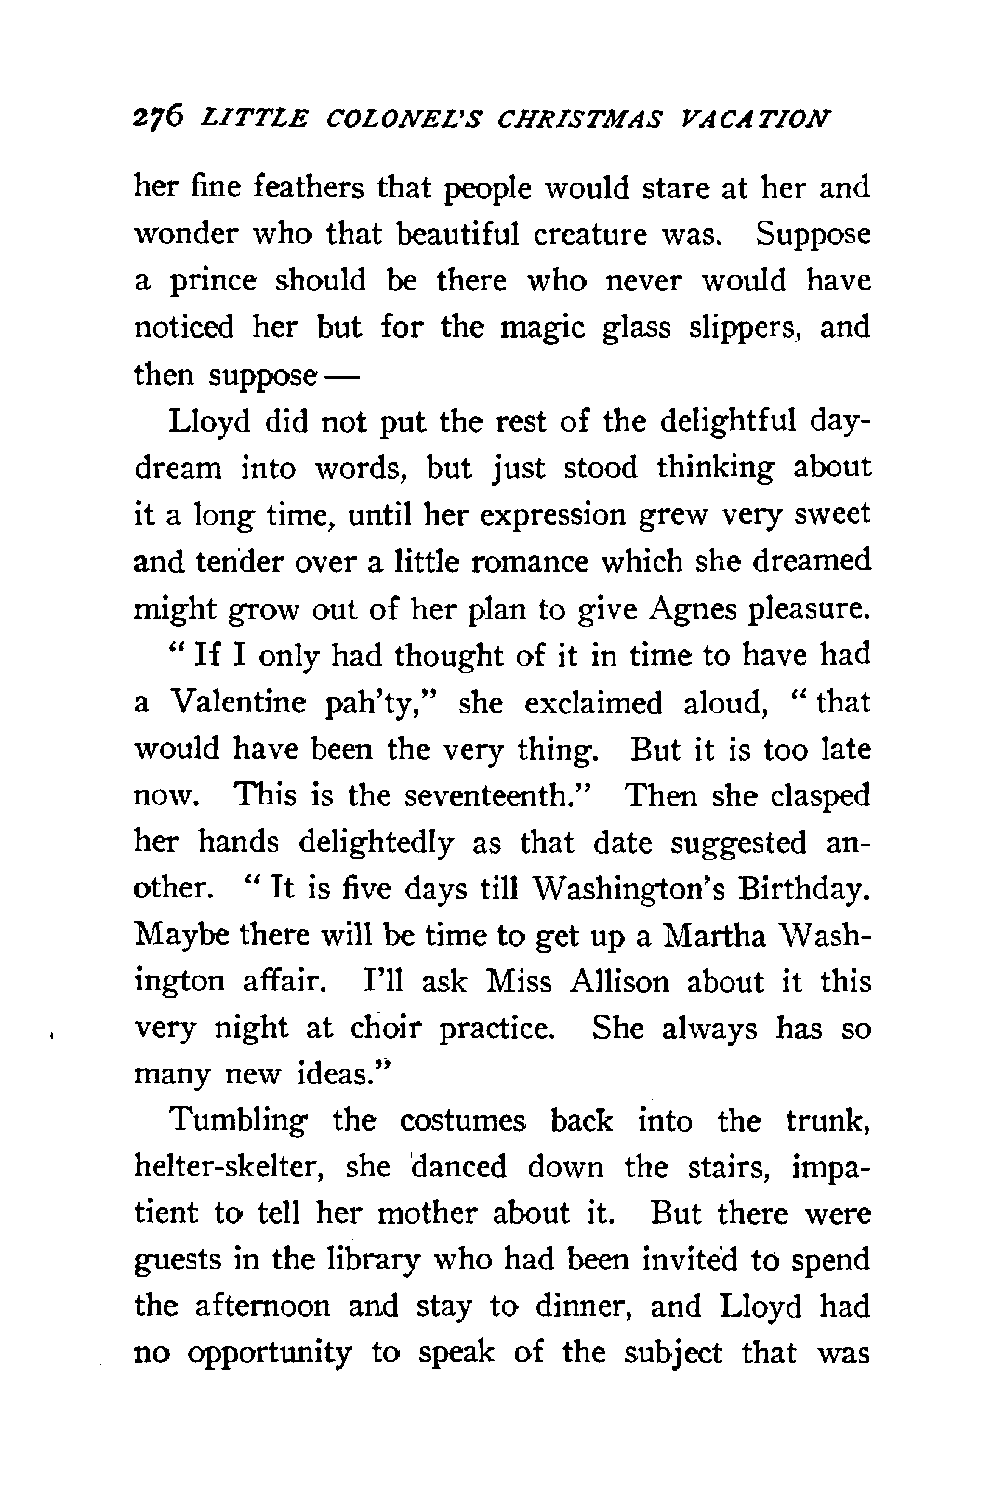 276 LITTLE COLONEL'S CHRISTMAS VACATION
her fine feathers that people would stare at her and
wonder who that beautiful creature was. Suppose
a prince should be there who never would have
noticed her but for the magic glass slippers, and
then suppose —
Lloyd did not put the rest of the delightful day-
dream into words, but just stood thinking about
it a long time, until her expression grew very sweet
and tender over a little romance which she dreamed
might grow out of her plan to give Agnes pleasure.
“ If I only had thought of it in time to have had
a Valentine pah’ty,” she exclaimed aloud, “ that
would have been the very thing. But it is too late
now. This is the seventeenth.” Then she clasped
her hands delightedly as that date suggested an-
other. “ It is five days till Washington’s Birthday.
Maybe there will be time to get up a Martha Wash-
ington affair. I’ll ask Miss Allison about it this
very night at choir practice. She always has so
many new ideas.”
Tumbling the costumes back into the trunk,
helter-skelter, she danced down the stairs, impa-
tient to tell her mother about it. But there were
guests in the library who had been invited to spend
the afternoon and stay to dinner, and Lloyd had
no opportunity to speak of the subject that was